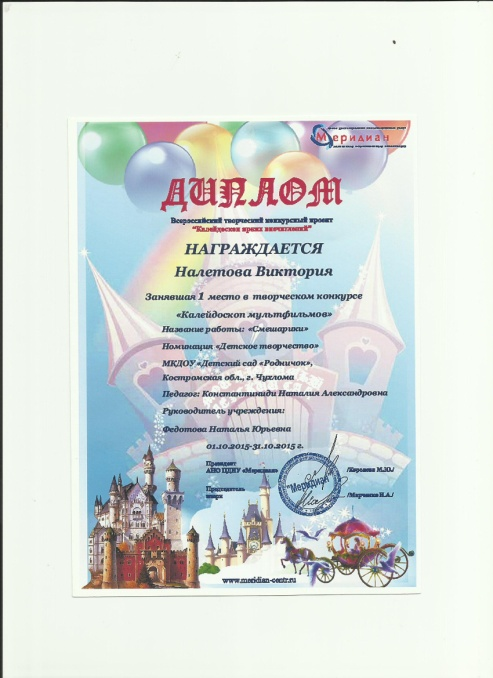 Меридиан
ДИПЛОМ
Всероссийский творческий конкурсный проект
"Калейдоскоп ярких впечатлений"
НАГРАЖДАЕТСЯ
Налетова Виктория
Занявшая 1 место в творческом конкурсе
«Калейдоскоп мультфильмов»
Название работы: «Смешарики»
Номинация «Детское творчество»
МКДОУ «Детский сад «Родничок»,
Костромская обл., г. Чухлома
Педагог: Константиниди Наталия Александровна
Руководитель учреждения:
Федотова Наталья Юрьевна
01.10.2015-31.10.2015 г.
Президент
АНО ЦДИУ «Меридиан» /Королева М.Ю./
Председатель
жюри /Марченко И.А./
"Меридиан"
www.meridian-centr.ru